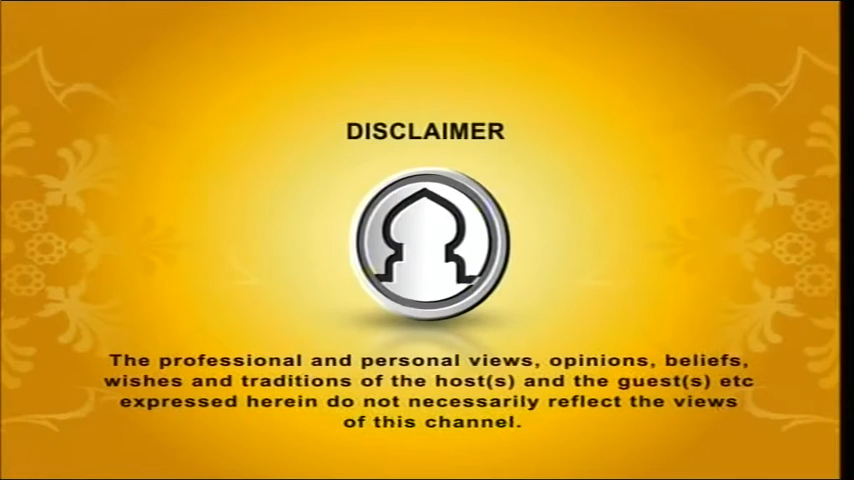 DISCLAIMER
The professional and personal views, opinions, beliefs,
wishes and traditions of the host(s) and the guest(s) etc
expressed herein do not necessarily reflect the views
of this channel.